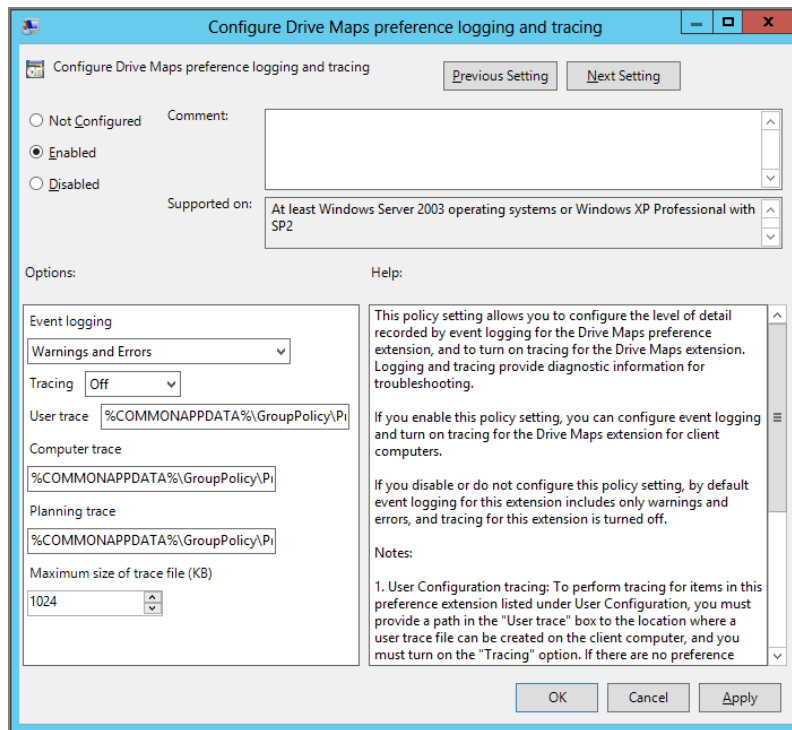 Configure Drive Maps preference logging and tracing
Configure Drive Maps preference logging and tracing
Previous Setting
Next Setting
Not Configured
Enabled
Disabled
Comment:
Supported on:
At least Windows Server 2003 operating systems or Windows XP Professional with
SP2
Options:
Help:
Event logging
Warnings and Errors
Tracing Off
User trace %COMMONAPPDATA%\GroupPolicy\Pr
Computer trace
%COMMONAPPDATA%\GroupPolicy\Pr
Planning trace
%COMMONAPPDATA%\GroupPolicy\Pr
Maximum size of trace file (KB)
1024
This policy setting allows you to configure the level of detail
recorded by event logging for the Drive Maps preference
extension, and to turn on tracing for the Drive Maps extension.
Logging and tracing provide diagnostic information for
troubleshooting.
If you enable this policy setting, you can configure event logging
and turn on tracing for the Drive Maps extension for client
computers.
If you disable or do not configure this policy setting, by default
event logging for this extension includes only warnings and
errors, and tracing for this extension is turned off.
Notes:
1. User Configuration tracing: To perform tracing for items in this
preference extension listed under User Configuration, you must
provide a path in the "User trace" box to the location where a
user trace file can be created on the client computer, and you
must turn on the "Tracing" option. If there are no preference
OK
Cancel
Apply